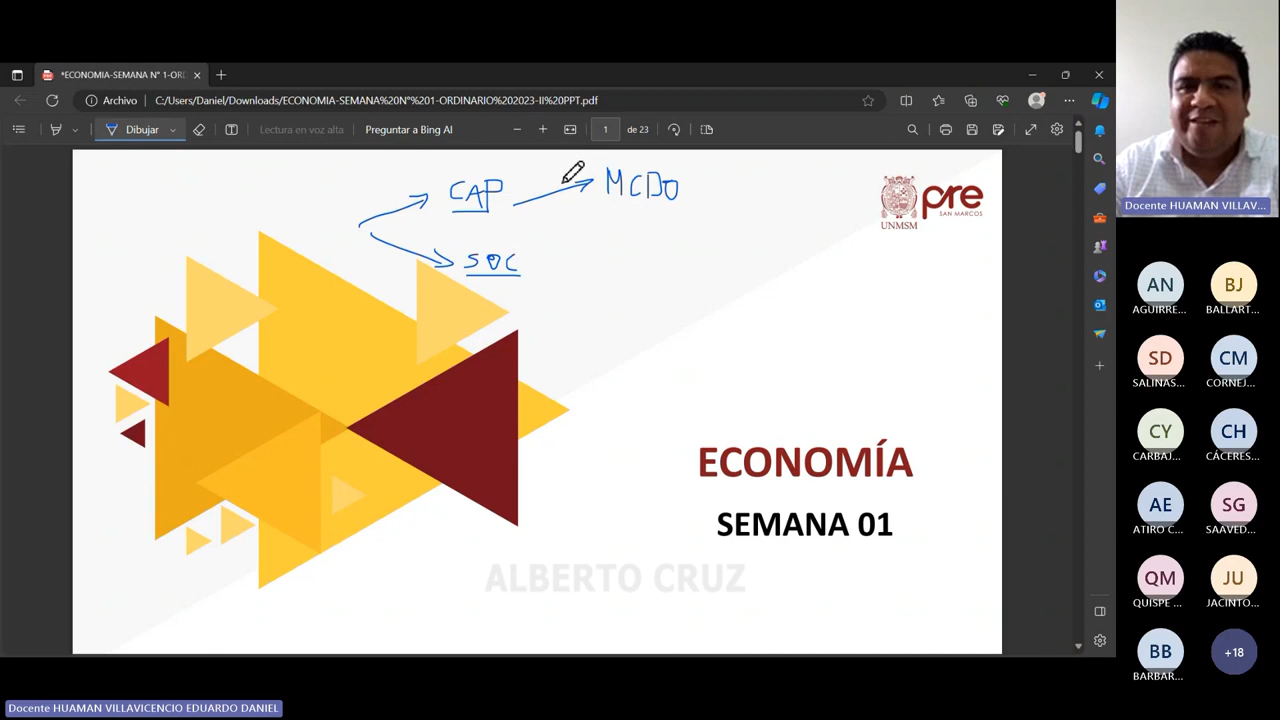 *ECONOMIA-SEMANA N° 1-ORD
Archivo
C:/Users/Daniel/Downloads/ECONOMIA-SEMANA%20N°%201-ORDINARIO%202023-II%20PPT.pdf
Dibujar
Lectura en voz alta
Preguntar a Bing AI
1
de 23
CAP
MCDO
SOC
UNMSM
pre
SAN MARCOS
ECONOMÍA
SEMANA 01
ALBERTO CRUZ
Docente HUAMAN VILLAV...
AN
BJ
AGUIRRE...
BALLART...
SD
CM
SALINAS...
CORNEJ...
CY
CH
CARBAJ...
CÁCERES...
AE
SG
ATIRO C...
SAAVED...
QM
JU
QUISPE ...
JACINTO...
BB
+18
BARBAR...
Docente HUAMAN VILLAVICENCIO EDUARDO DANIEL